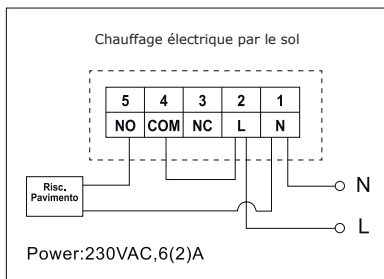 Chauffage électrique par le sol
5 4 3 2 1
NO COM NC L N
Risc.
Pavimento
N
L
Power:230VAC,6(2)A